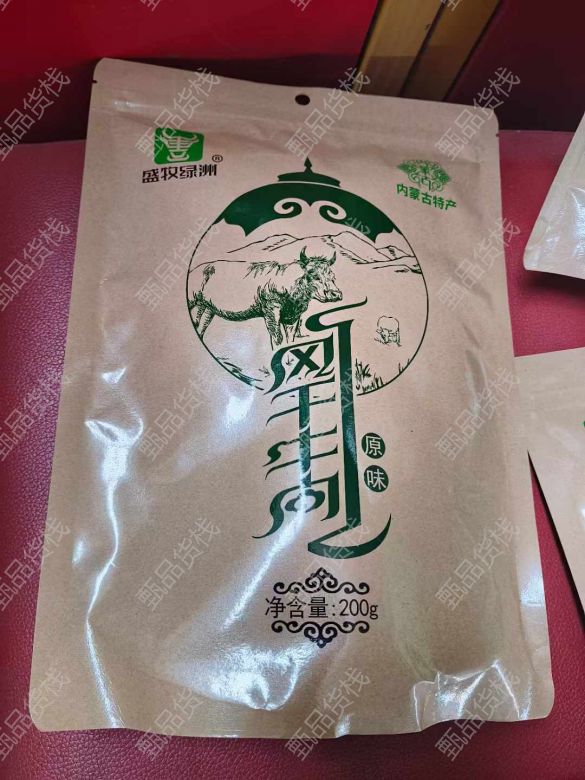 盛牧绿洲®
内蒙古特产
风干牛肉
原味
净含量:200g
甄品货栈